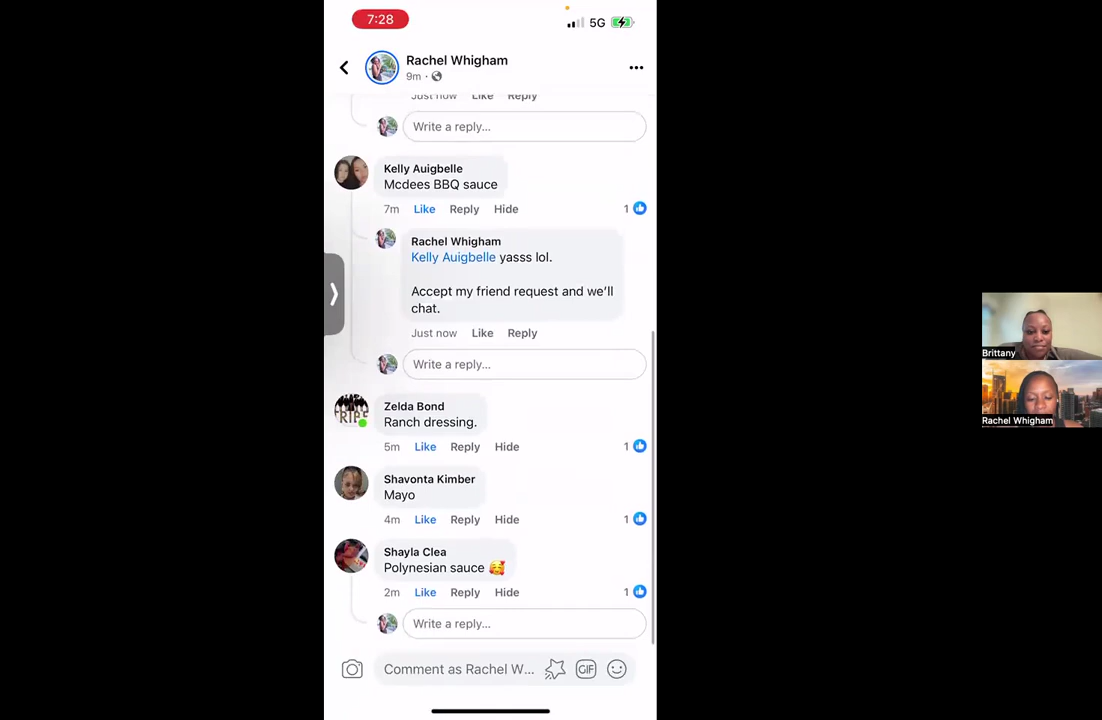 7:28
5G
Rachel Whigham
9m
Just now Like Reply
Write a reply...
Kelly Auigbelle
Mcdees BBQ sauce
7m Like Reply Hide 1
Rachel Whigham
Kelly Auigbelle yasss lol.
Accept my friend request and we'll
chat.
Just now Like Reply
Write a reply...
Zelda Bond
Ranch dressing.
5m Like Reply Hide 1
Shavonta Kimber
Mayo
4m Like Reply Hide 1
Shayla Clea
Polynesian sauce 🥰
2m Like Reply Hide 1
Write a reply...
Comment as Rachel W... GIF
Brittany
Rachel Whigham